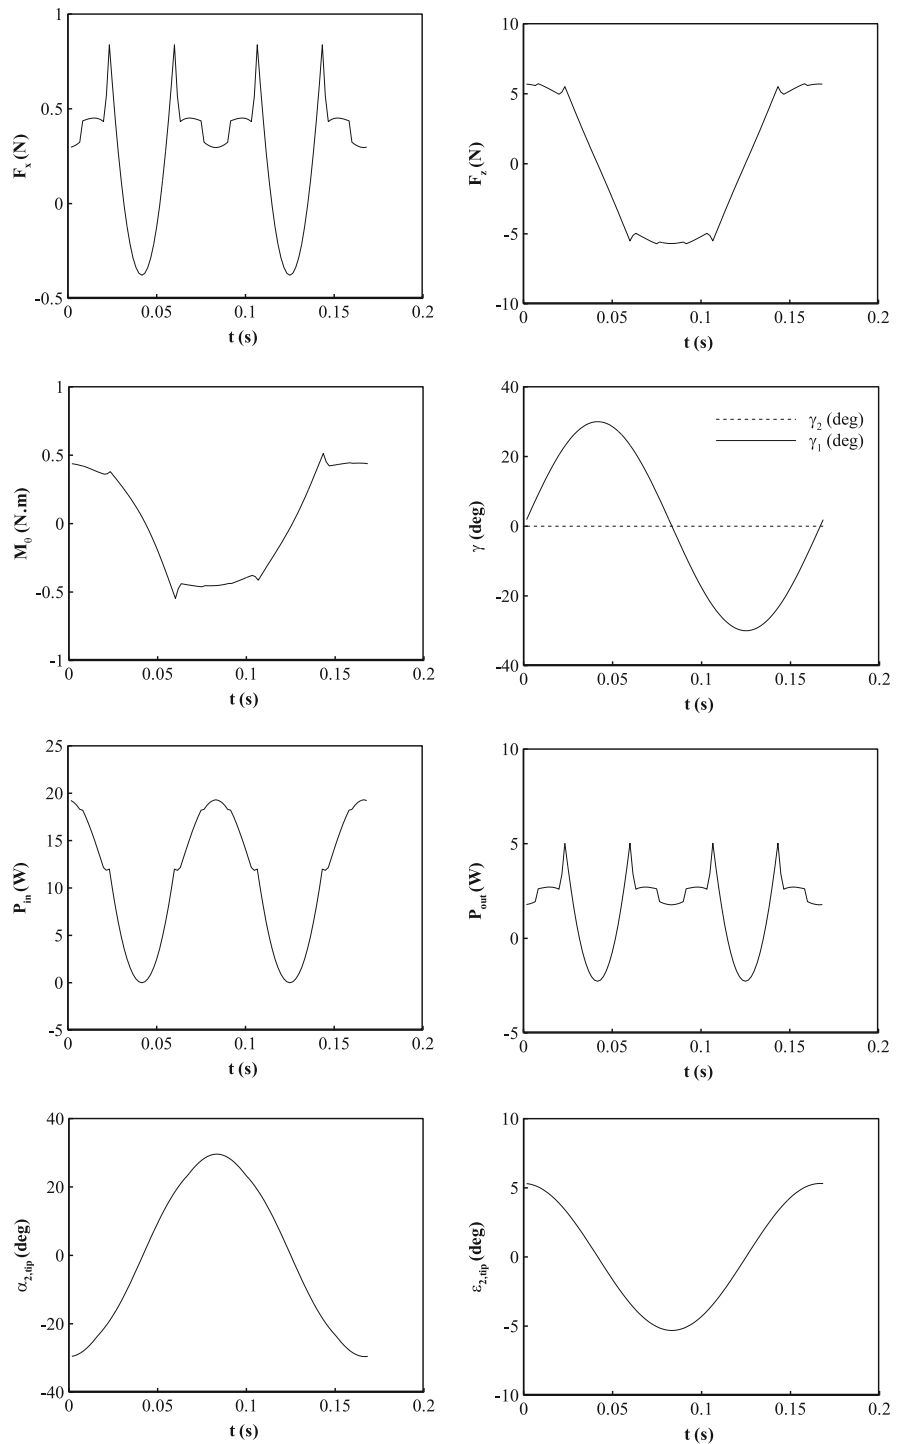 1
0.5
0
-0.5
F_x (N)
0 0.05 0.1 0.15 0.2
t (s)
10
5
0
-5
-10
F_z (N)
0 0.05 0.1 0.15 0.2
t (s)
1
0.5
0
-0.5
-1
M_θ (N.m)
0 0.05 0.1 0.15 0.2
t (s)
40
20
0
-20
-40
γ (deg)
γ_2 (deg)
γ_1 (deg)
0 0.05 0.1 0.15 0.2
t (s)
25
20
15
10
5
0
-5
P_in (W)
0 0.05 0.1 0.15 0.2
t (s)
10
5
0
-5
P_out (W)
0 0.05 0.1 0.15 0.2
t (s)
40
20
0
-20
-40
α_2,tip (deg)
0 0.05 0.1 0.15 0.2
t (s)
10
5
0
-5
-10
ε_2,tip (deg)
0 0.05 0.1 0.15 0.2
t (s)